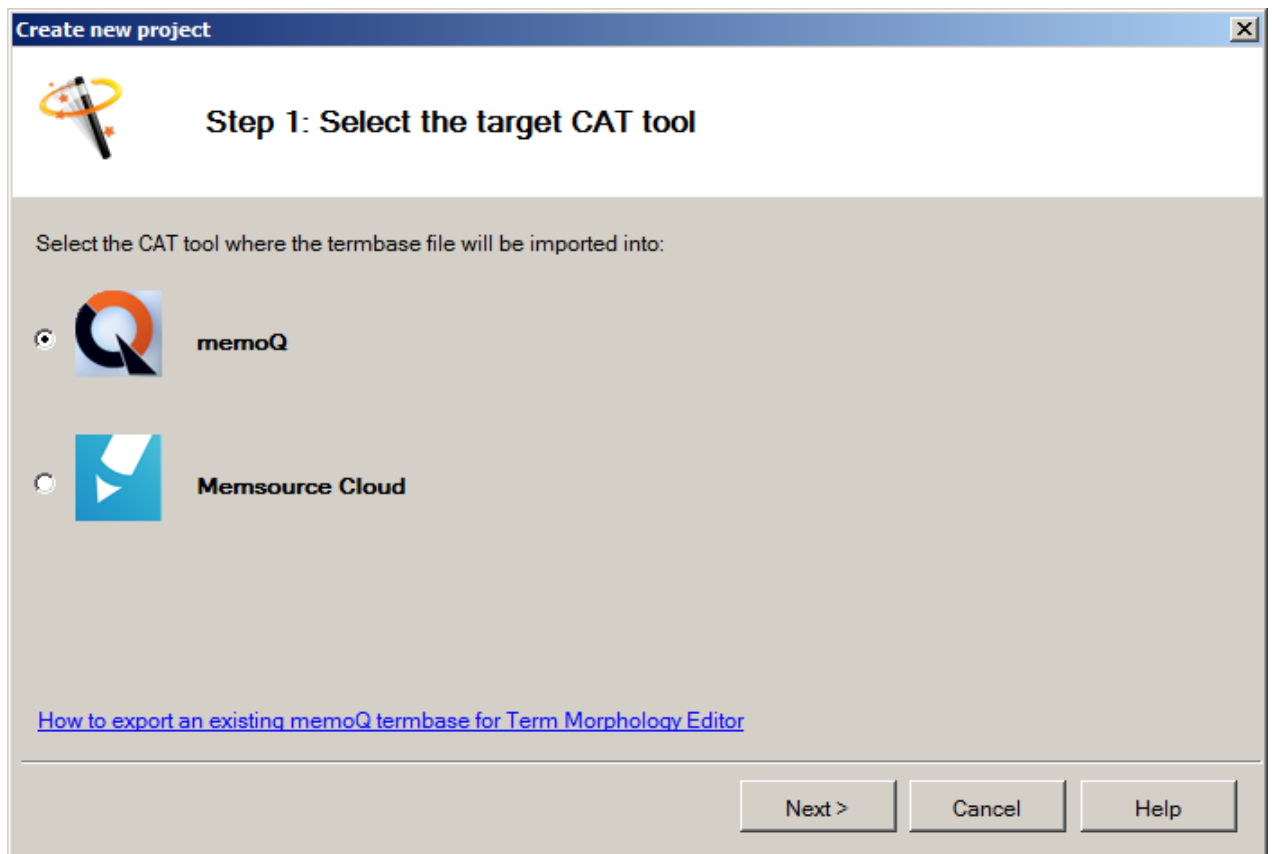 Create new project
Step 1: Select the target CAT tool
Select the CAT tool where the termbase file will be imported into:
memoQ
Memsource Cloud
How to export an existing memoQ termbase for Term Morphology Editor
Next >
Cancel
Help